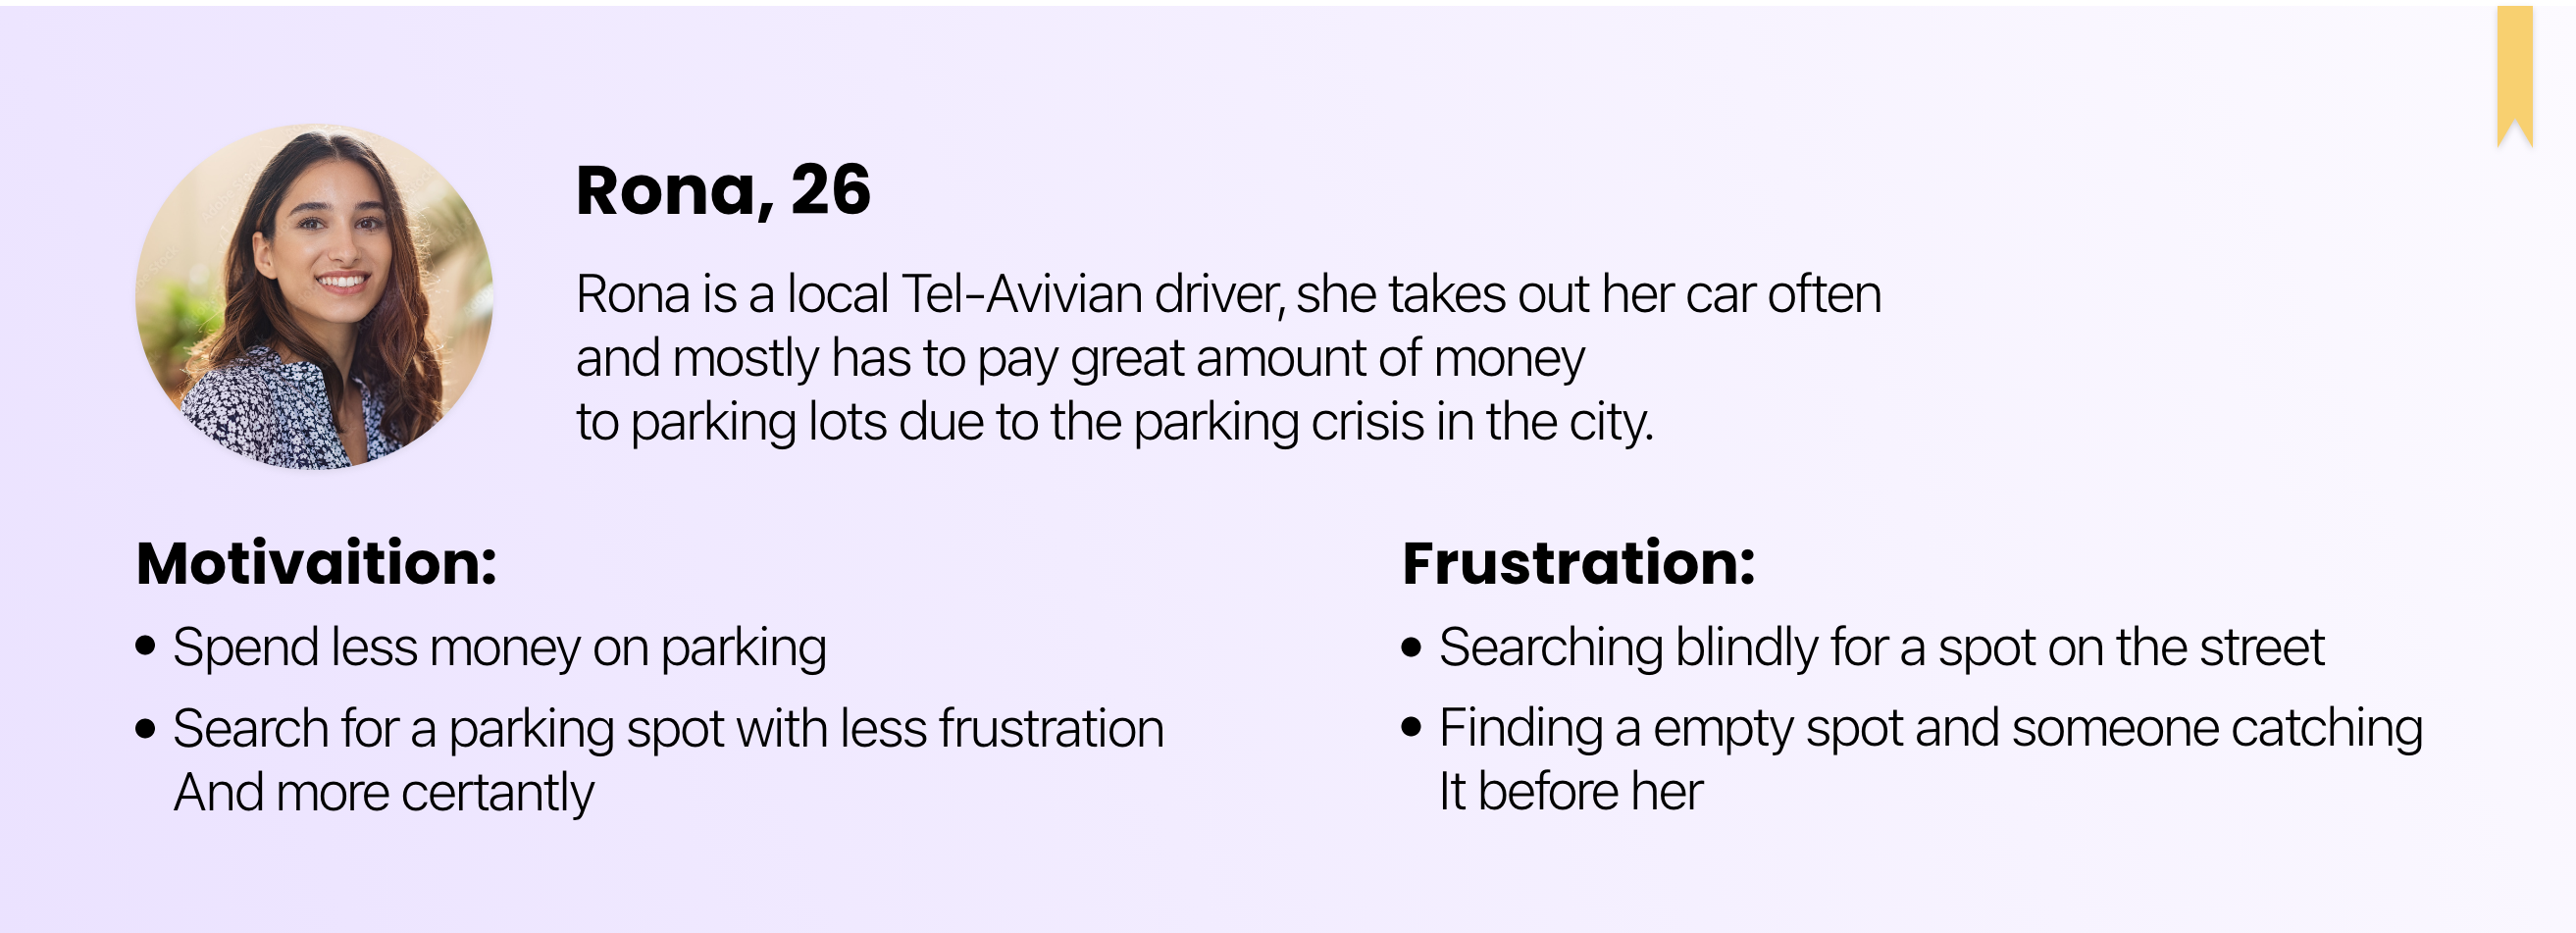 Rona, 26
Rona is a local Tel-Avivian driver, she takes out her car often
and mostly has to pay great amount of money
to parking lots due to the parking crisis in the city.
Motivaition:
• Spend less money on parking
• Search for a parking spot with less frustration
And more certantly
Frustration:
• Searching blindly for a spot on the street
• Finding a empty spot and someone catching
It before her